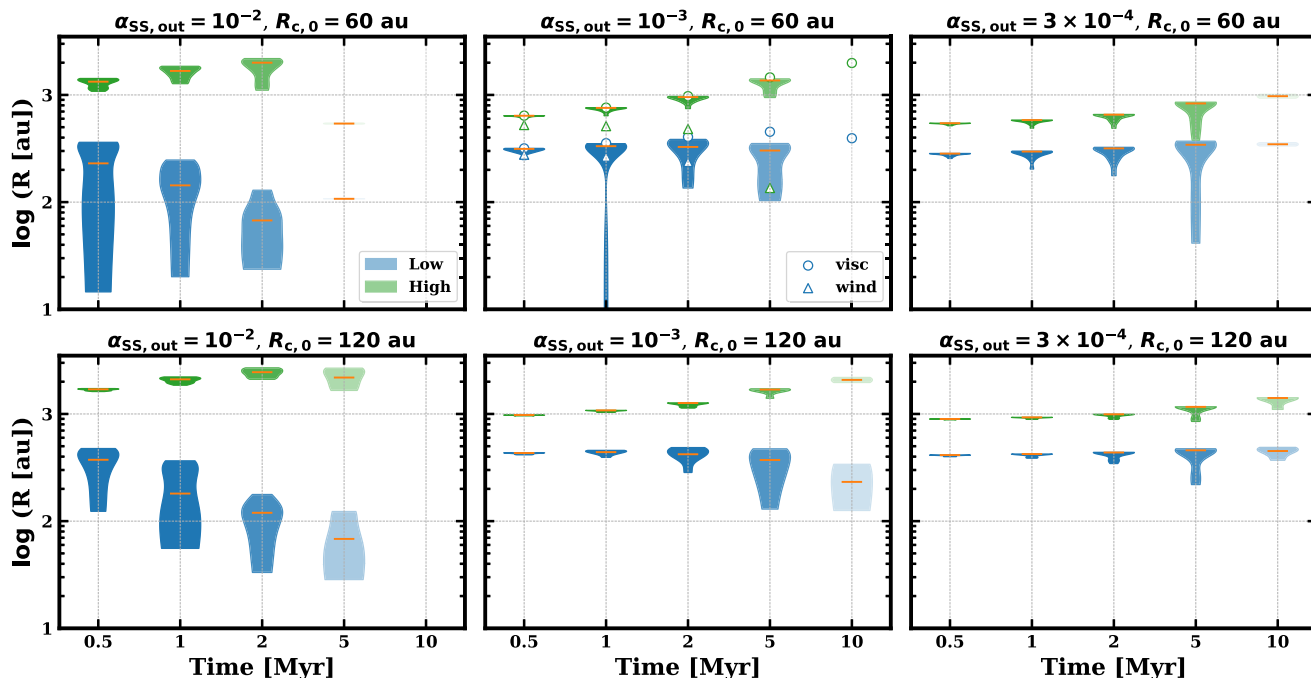 α_SS, out = 10^−2, R_c, 0 = 60 au
α_SS, out = 10^−3, R_c, 0 = 60 au
α_SS, out = 3 × 10^−4, R_c, 0 = 60 au
log (R [au])
3
2
1
Low
High
visc
wind
α_SS, out = 10^−2, R_c, 0 = 120 au
α_SS, out = 10^−3, R_c, 0 = 120 au
α_SS, out = 3 × 10^−4, R_c, 0 = 120 au
log (R [au])
3
2
1
0.5 1 2 5 10
0.5 1 2 5 10
0.5 1 2 5 10
Time [Myr]
Time [Myr]
Time [Myr]